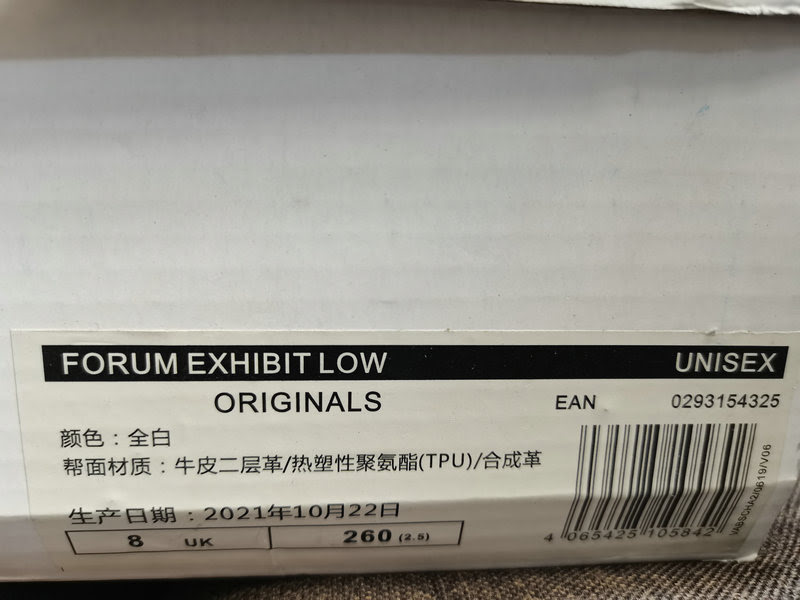 FORUM EXHIBIT LOW UNISEX
ORIGINALS EAN 0293154325
颜色：全白
帮面材质：牛皮二层革/热塑性聚氨酯(TPU)/合成革
生产日期：2021年10月22日
8 UK 260 (2.5)
4 065425 105842